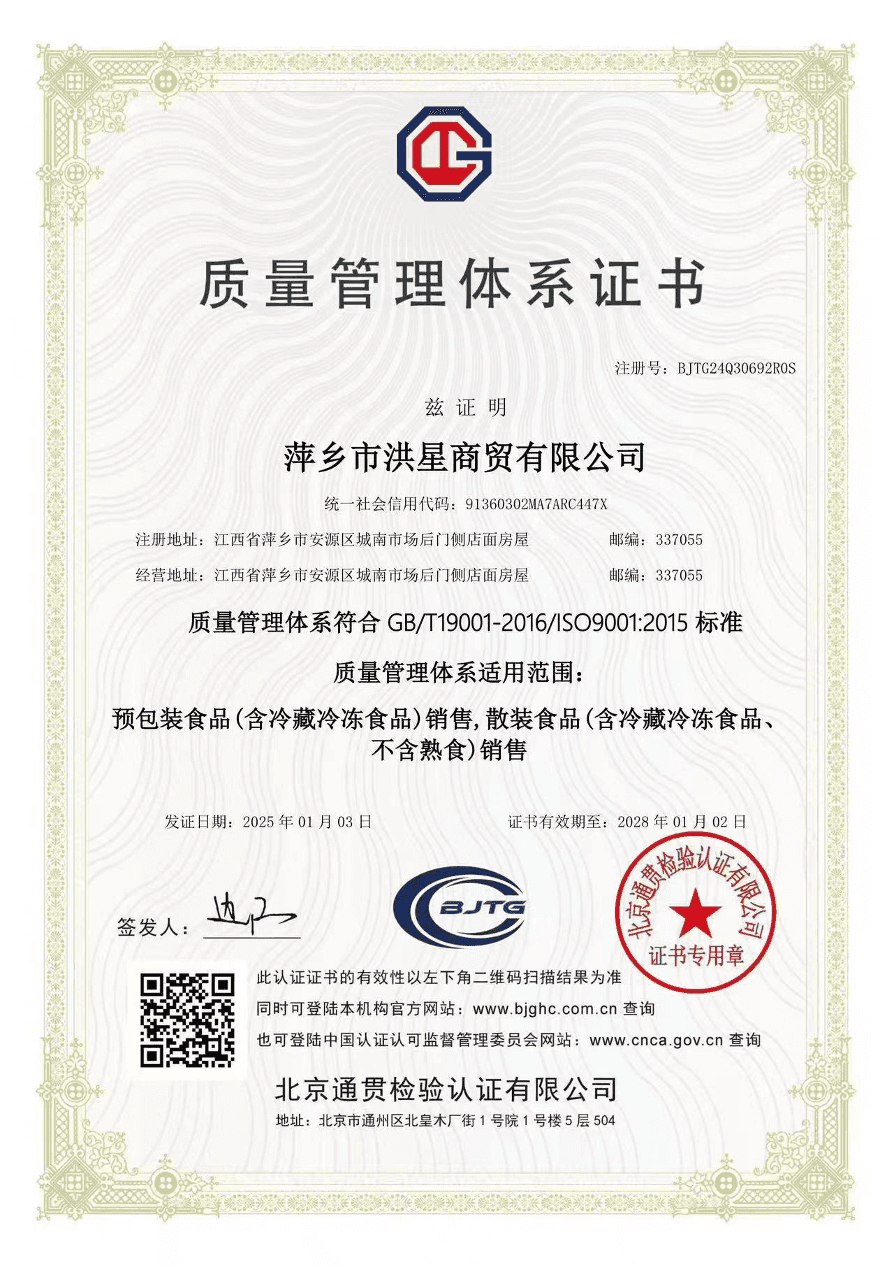 质量管理体系证书
注册号：BJTG24Q30692R0S
兹证明
萍乡市洪星商贸有限公司
统一社会信用代码：91360302MA7ARC447X
注册地址：江西省萍乡市安源区城南市场后门侧店面房屋 邮编：337055
经营地址：江西省萍乡市安源区城南市场后门侧店面房屋 邮编：337055
质量管理体系符合 GB/T19001-2016/ISO9001:2015 标准
质量管理体系适用范围：
预包装食品(含冷藏冷冻食品)销售,散装食品(含冷藏冷冻食品、
不含熟食)销售
发证日期：2025 年 01 月 03 日 证书有效期至：2028 年 01 月 02 日
BJTG
北京通贯检验认证有限公司
证书专用章
签发人：
此认证证书的有效性以左下角二维码扫描结果为准
同时可登陆本机构官方网站：www.bjghc.com.cn 查询
也可登陆中国认证认可监督管理委员会网站：www.cnca.gov.cn 查询
北京通贯检验认证有限公司
地址：北京市通州区北皇木厂街 1 号院 1 号楼 5 层 504